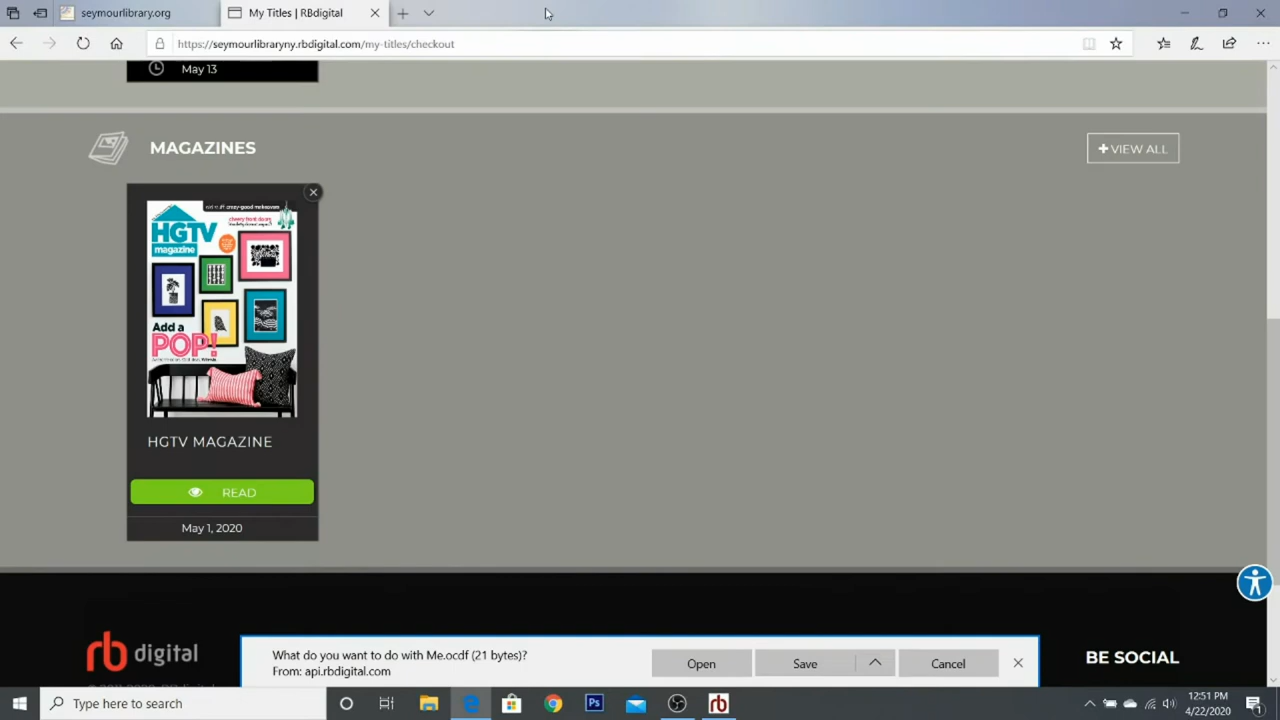 seymourlibrary.org
My Titles | RBdigital
https://seymourlibraryny.rbdigital.com/my-titles/checkout
May 13
MAGAZINES
VIEW ALL
HGTV
magazine
Add a
POP!
HGTV MAGAZINE
READ
May 1, 2020
rb digital
What do you want to do with Me.ocdf (21 bytes)?
From: api.rbdigital.com
Open
Save
Cancel
BE SOCIAL
Type here to search
Ps
rb
12:51 PM
4/22/2020
1